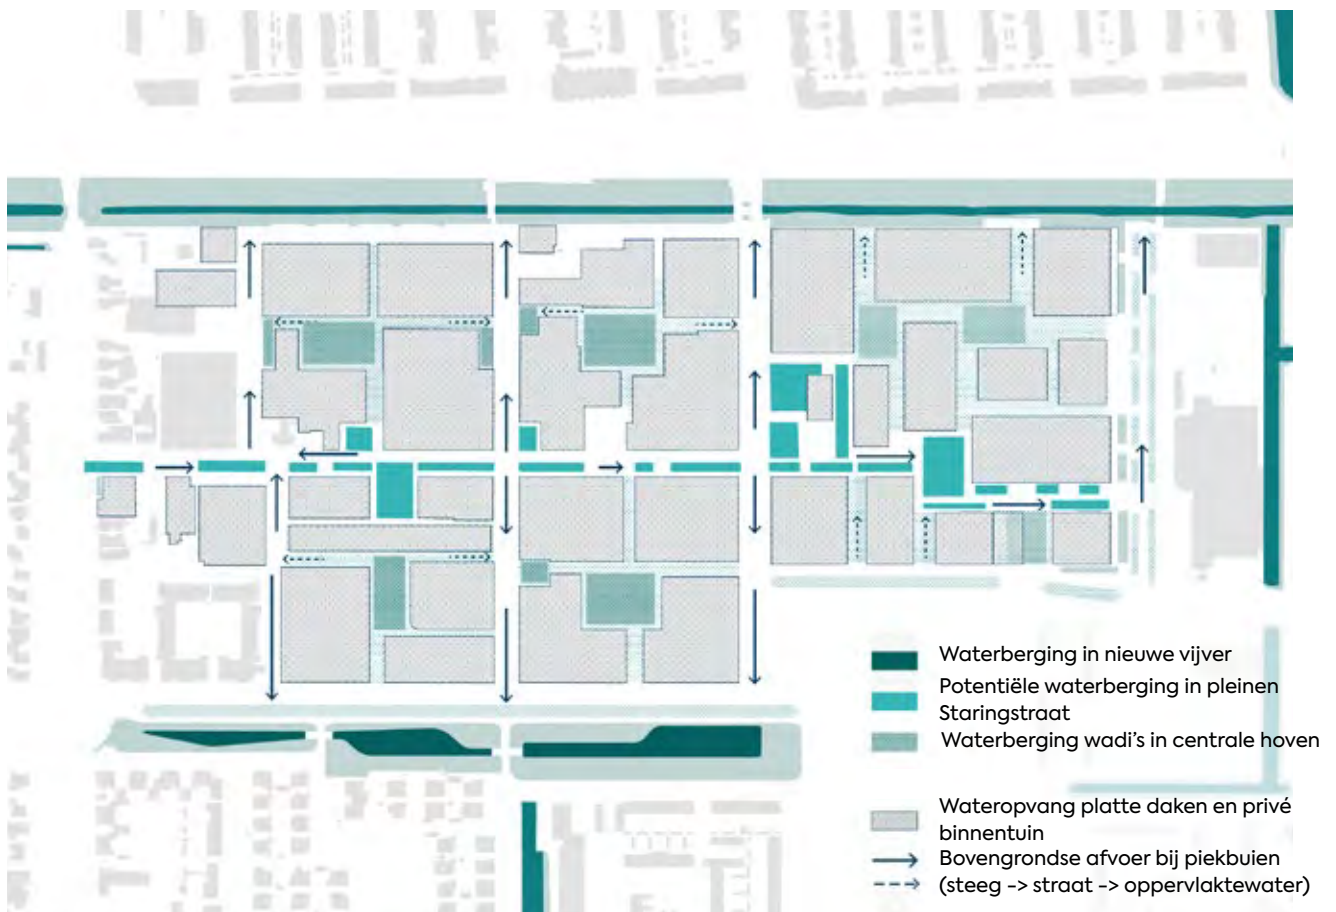 Waterberging in nieuwe vijver
Potentiële waterberging in pleinen
Staringstraat
Waterberging wadi's in centrale hoven
Wateropvang platte daken en privé
binnentuin
Bovengrondse afvoer bij piekbuien
(steeg -> straat -> oppervlaktewater)